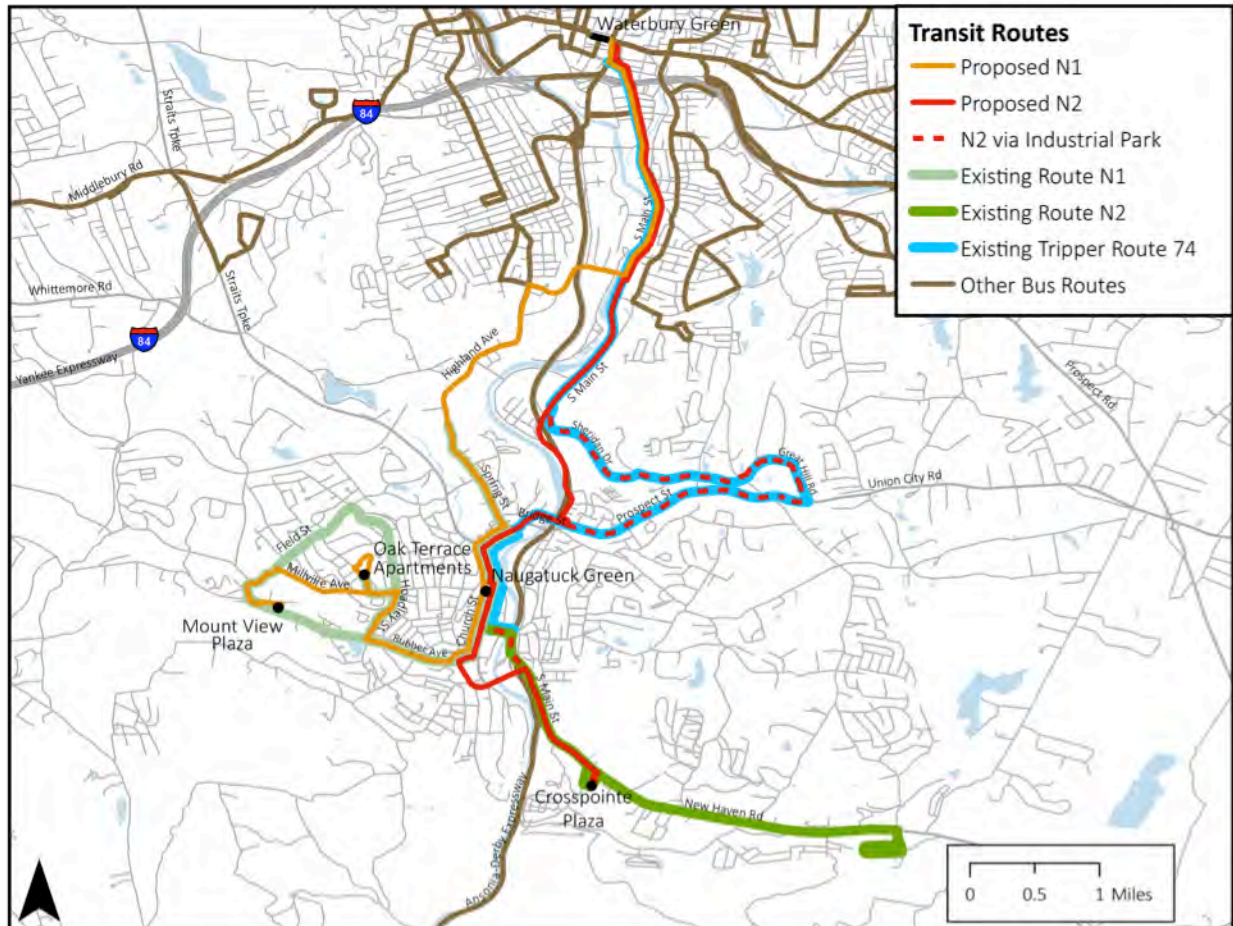 Waterbury Green
Transit Routes
Proposed N1
Proposed N2
N2 via Industrial Park
Existing Route N1
Existing Route N2
Existing Tripper Route 74
Other Bus Routes
84
Straits Tpke
Middlebury Rd
S Main St
Whittemore Rd
Straits Tpke
84
Yankee Expressway
Highland Ave
Prospect Rd
S Main St
Sheridan Dr
Great Hill Rd
Union City Rd
Spring St
Prospect St
Bridge St
Field St
Oak Terrace
Apartments
Millville Ave
Naugatuck Green
Hoadley St
Mount View
Plaza
Church St
Rubber Ave
S Main St
Crosspointe
Plaza
New Haven Rd
Ansonia-Derby Expressway
0 0.5 1 Miles